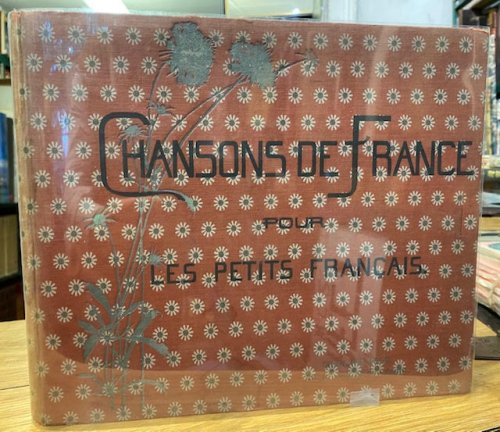 CHANSONS DE FRANCE
POUR
LES PETITS FRANÇAIS.